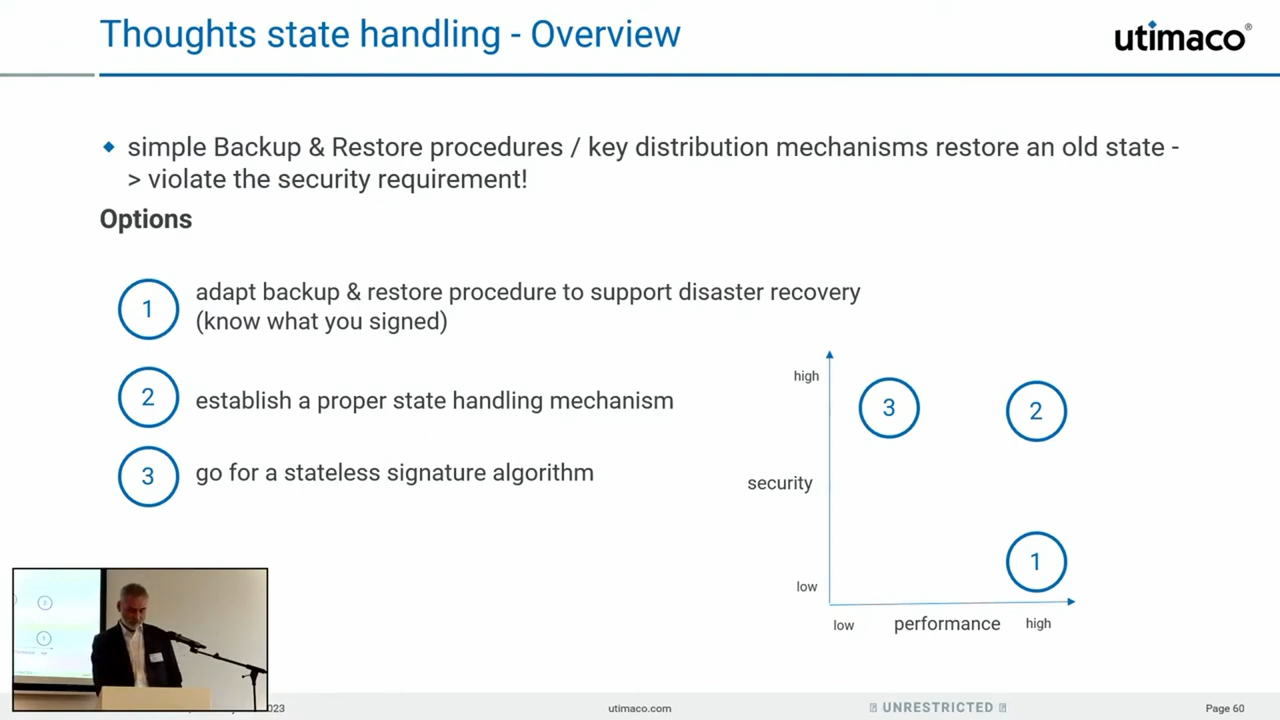 Thoughts state handling - Overview
utimaco®
simple Backup & Restore procedures / key distribution mechanisms restore an old state -
> violate the security requirement!
Options
1 adapt backup & restore procedure to support disaster recovery
(know what you signed)
2 establish a proper state handling mechanism
3 go for a stateless signature algorithm
high
3
2
security
1
low
low
performance
high
023
utimaco.com
UNRESTRICTED
Page 60